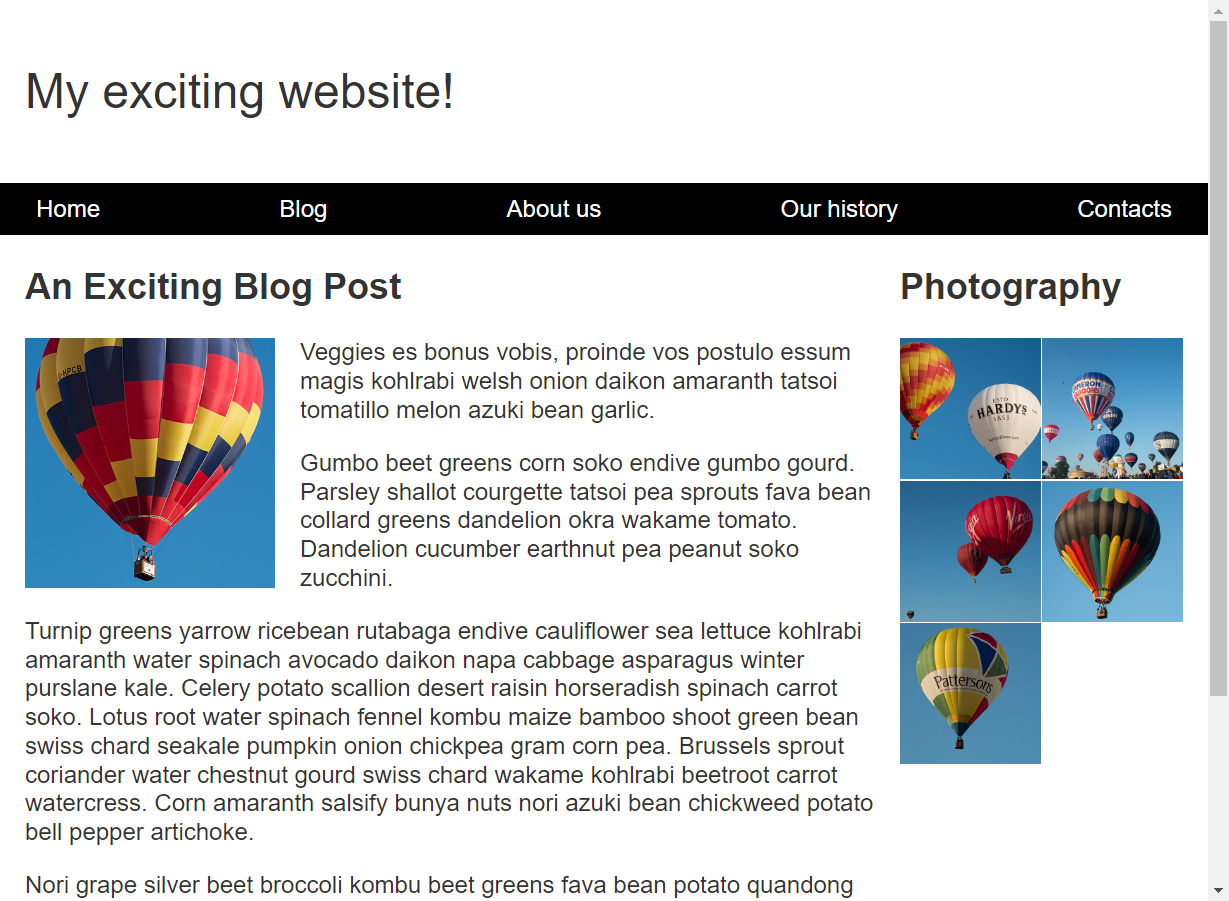 My exciting website!
Home Blog About us Our history Contacts
An Exciting Blog Post
G-HPCB
Veggies es bonus vobis, proinde vos postulo essum
magis kohlrabi welsh onion daikon amaranth tatsoi
tomatillo melon azuki bean garlic.
Gumbo beet greens corn soko endive gumbo gourd.
Parsley shallot courgette tatsoi pea sprouts fava bean
collard greens dandelion okra wakame tomato.
Dandelion cucumber earthnut pea peanut soko
zucchini.
Turnip greens yarrow ricebean rutabaga endive cauliflower sea lettuce kohlrabi
amaranth water spinach avocado daikon napa cabbage asparagus winter
purslane kale. Celery potato scallion desert raisin horseradish spinach carrot
soko. Lotus root water spinach fennel kombu maize bamboo shoot green bean
swiss chard seakale pumpkin onion chickpea gram corn pea. Brussels sprout
coriander water chestnut gourd swiss chard wakame kohlrabi beetroot carrot
watercress. Corn amaranth salsify bunya nuts nori azuki bean chickweed potato
bell pepper artichoke.
Nori grape silver beet broccoli kombu beet greens fava bean potato quandong
Photography
ESTD
HARDYS
1853
CAMERON
BALLOONS
Virgin
Pattersons